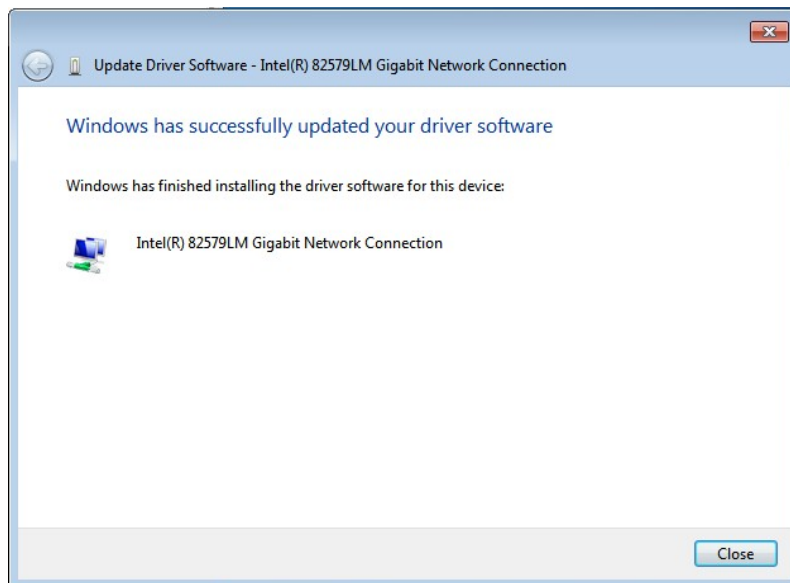 Update Driver Software - Intel(R) 82579LM Gigabit Network Connection
Windows has successfully updated your driver software
Windows has finished installing the driver software for this device:
Intel(R) 82579LM Gigabit Network Connection
Close